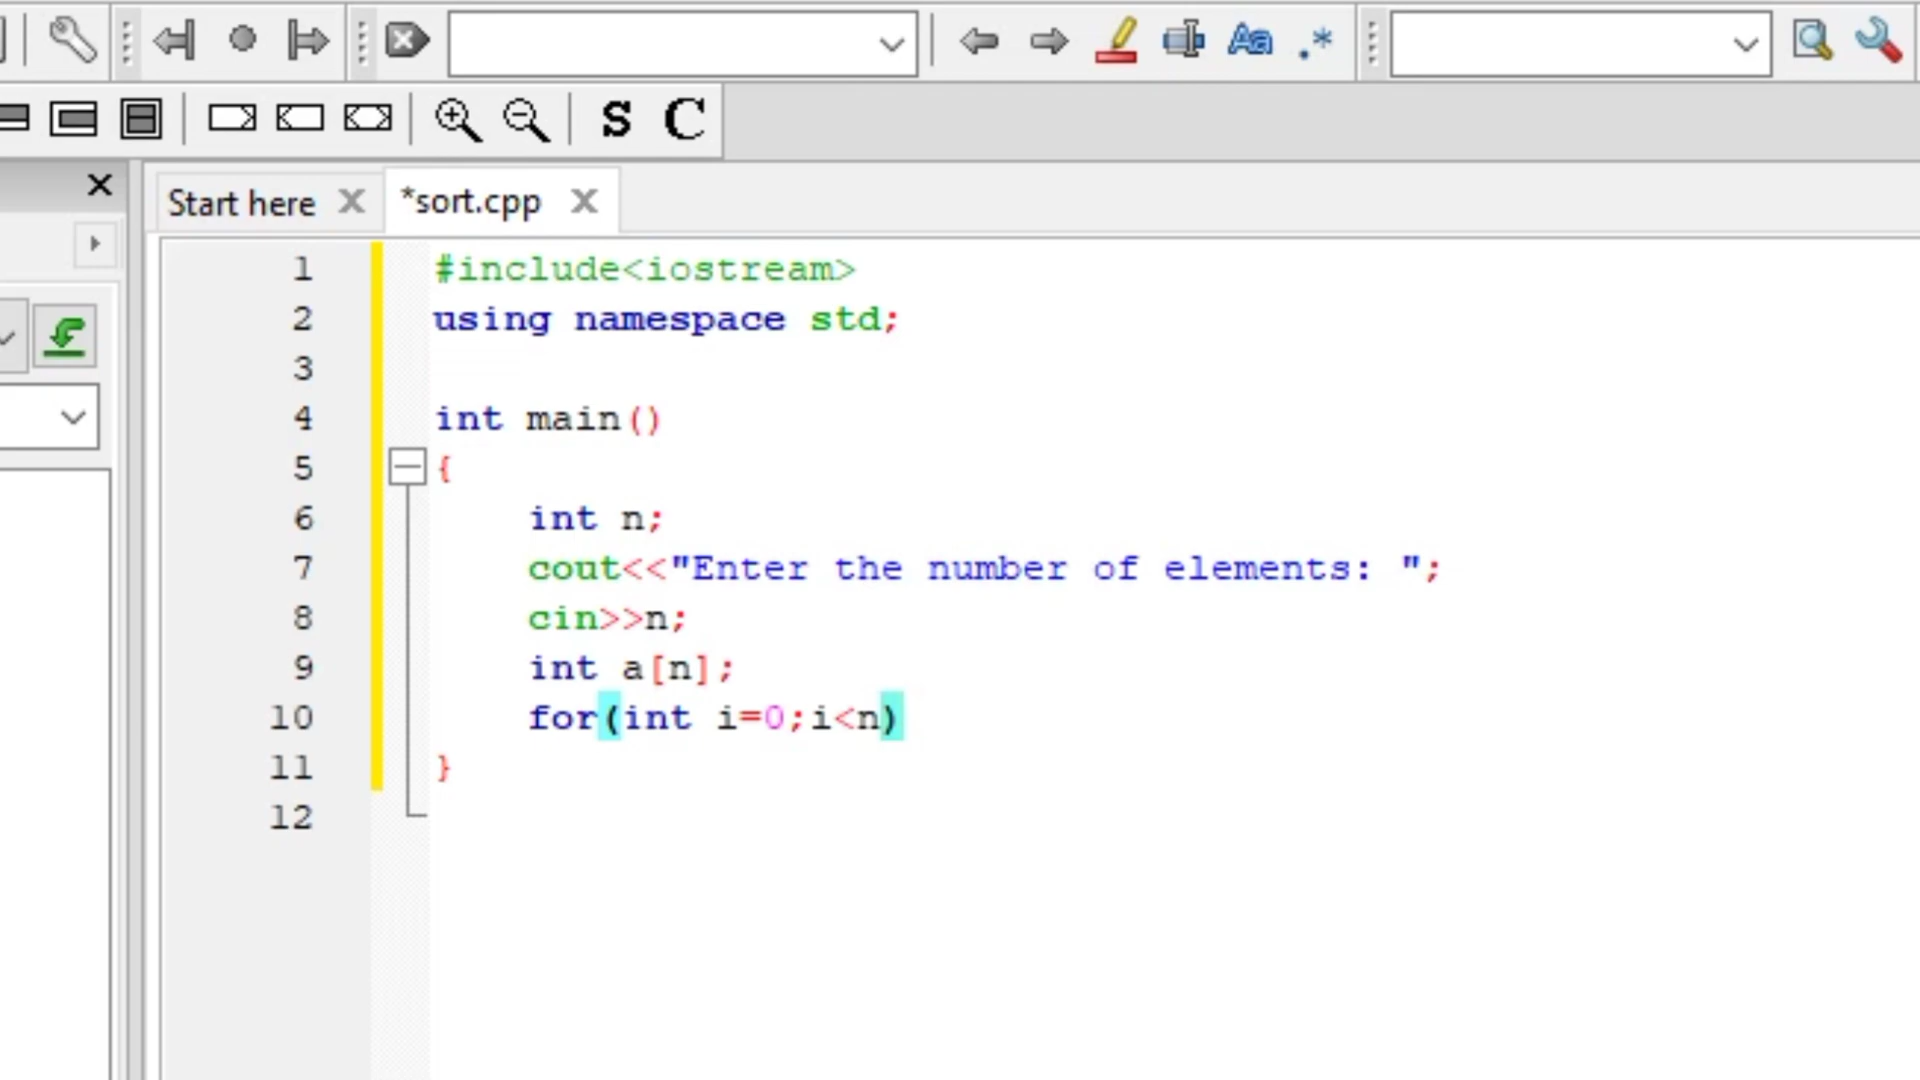 Aa .*
S C
Start here *sort.cpp
1 #include<iostream>
2 using namespace std;
3
4 int main()
5 {
6 int n;
7 cout<<"Enter the number of elements: ";
8 cin>>n;
9 int a[n];
10 for(int i=0;i<n)
11 }
12